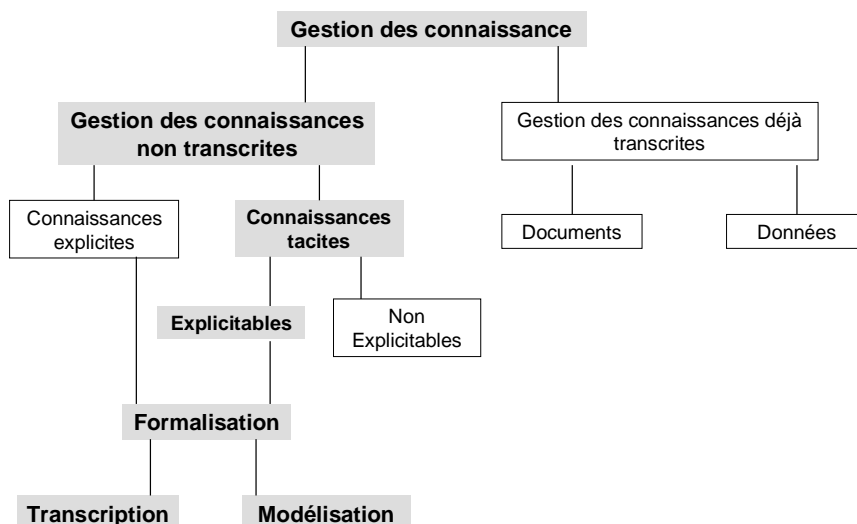 Gestion des connaissance
Gestion des connaissances
non transcrites
Gestion des connaissances déjà
transcrites
Connaissances
explicites
Connaissances
tacites
Documents
Données
Explicitables
Non
Explicitables
Formalisation
Transcription
Modélisation